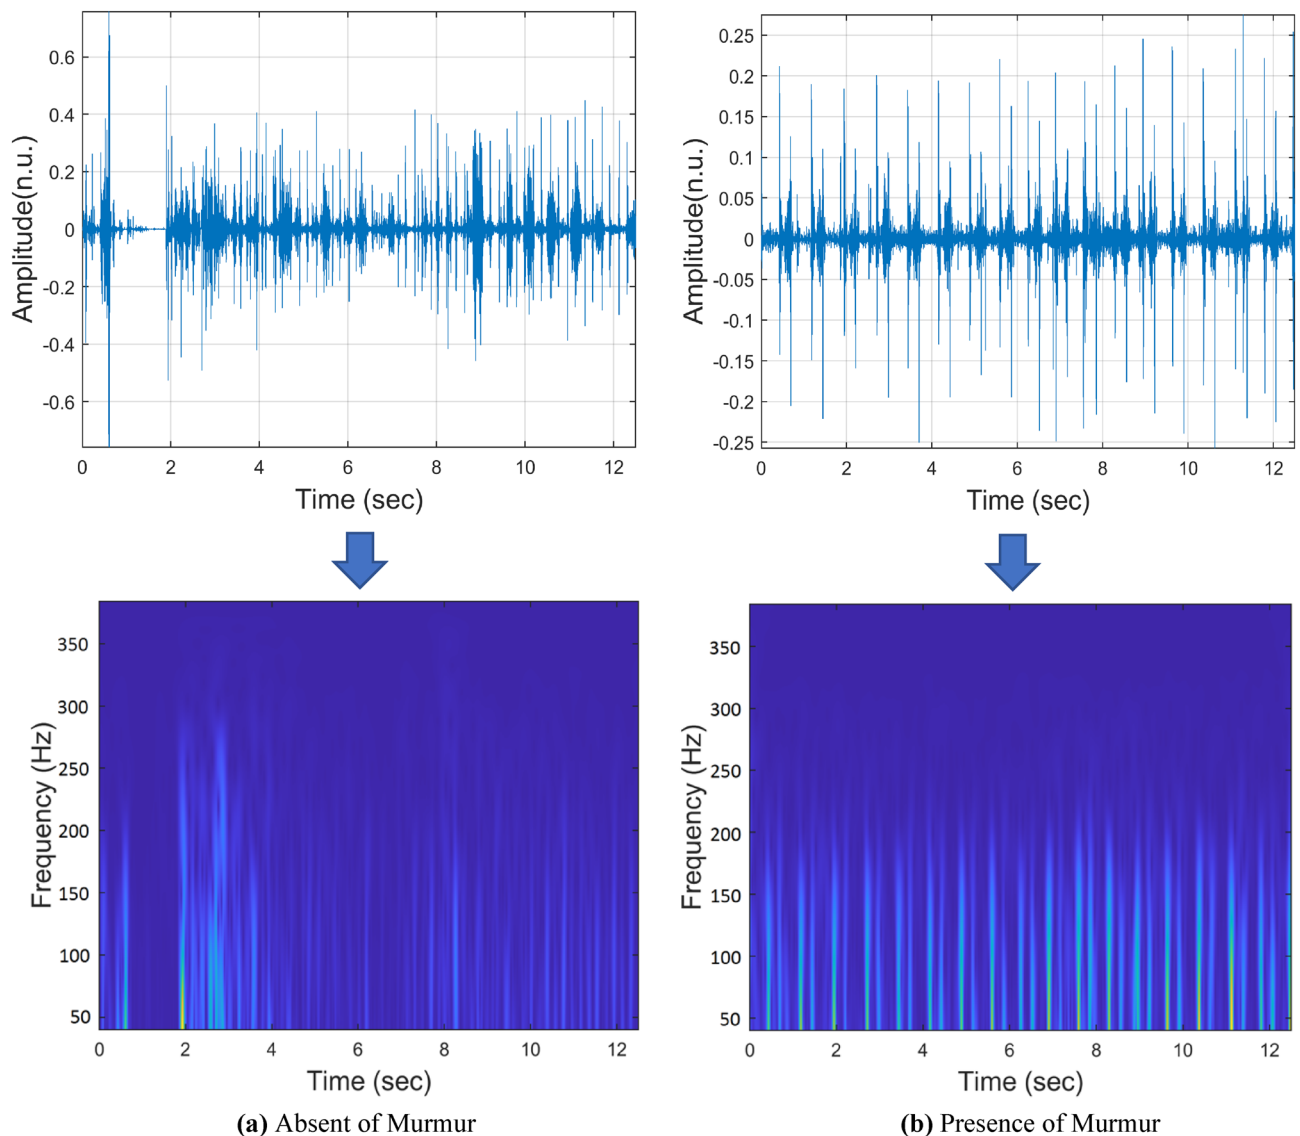 0.6
0.4
0.2
0
-0.2
-0.4
-0.6
Amplitude(n.u.)
0 2 4 6 8 10 12
Time (sec)
0.25
0.2
0.15
0.1
0.05
0
-0.05
-0.1
-0.15
-0.2
-0.25
Amplitude(n.u.)
0 2 4 6 8 10 12
Time (sec)
350
300
250
200
150
100
50
Frequency (Hz)
0 2 4 6 8 10 12
Time (sec)
(a) Absent of Murmur
350
300
250
200
150
100
50
Frequency (Hz)
0 2 4 6 8 10 12
Time (sec)
(b) Presence of Murmur